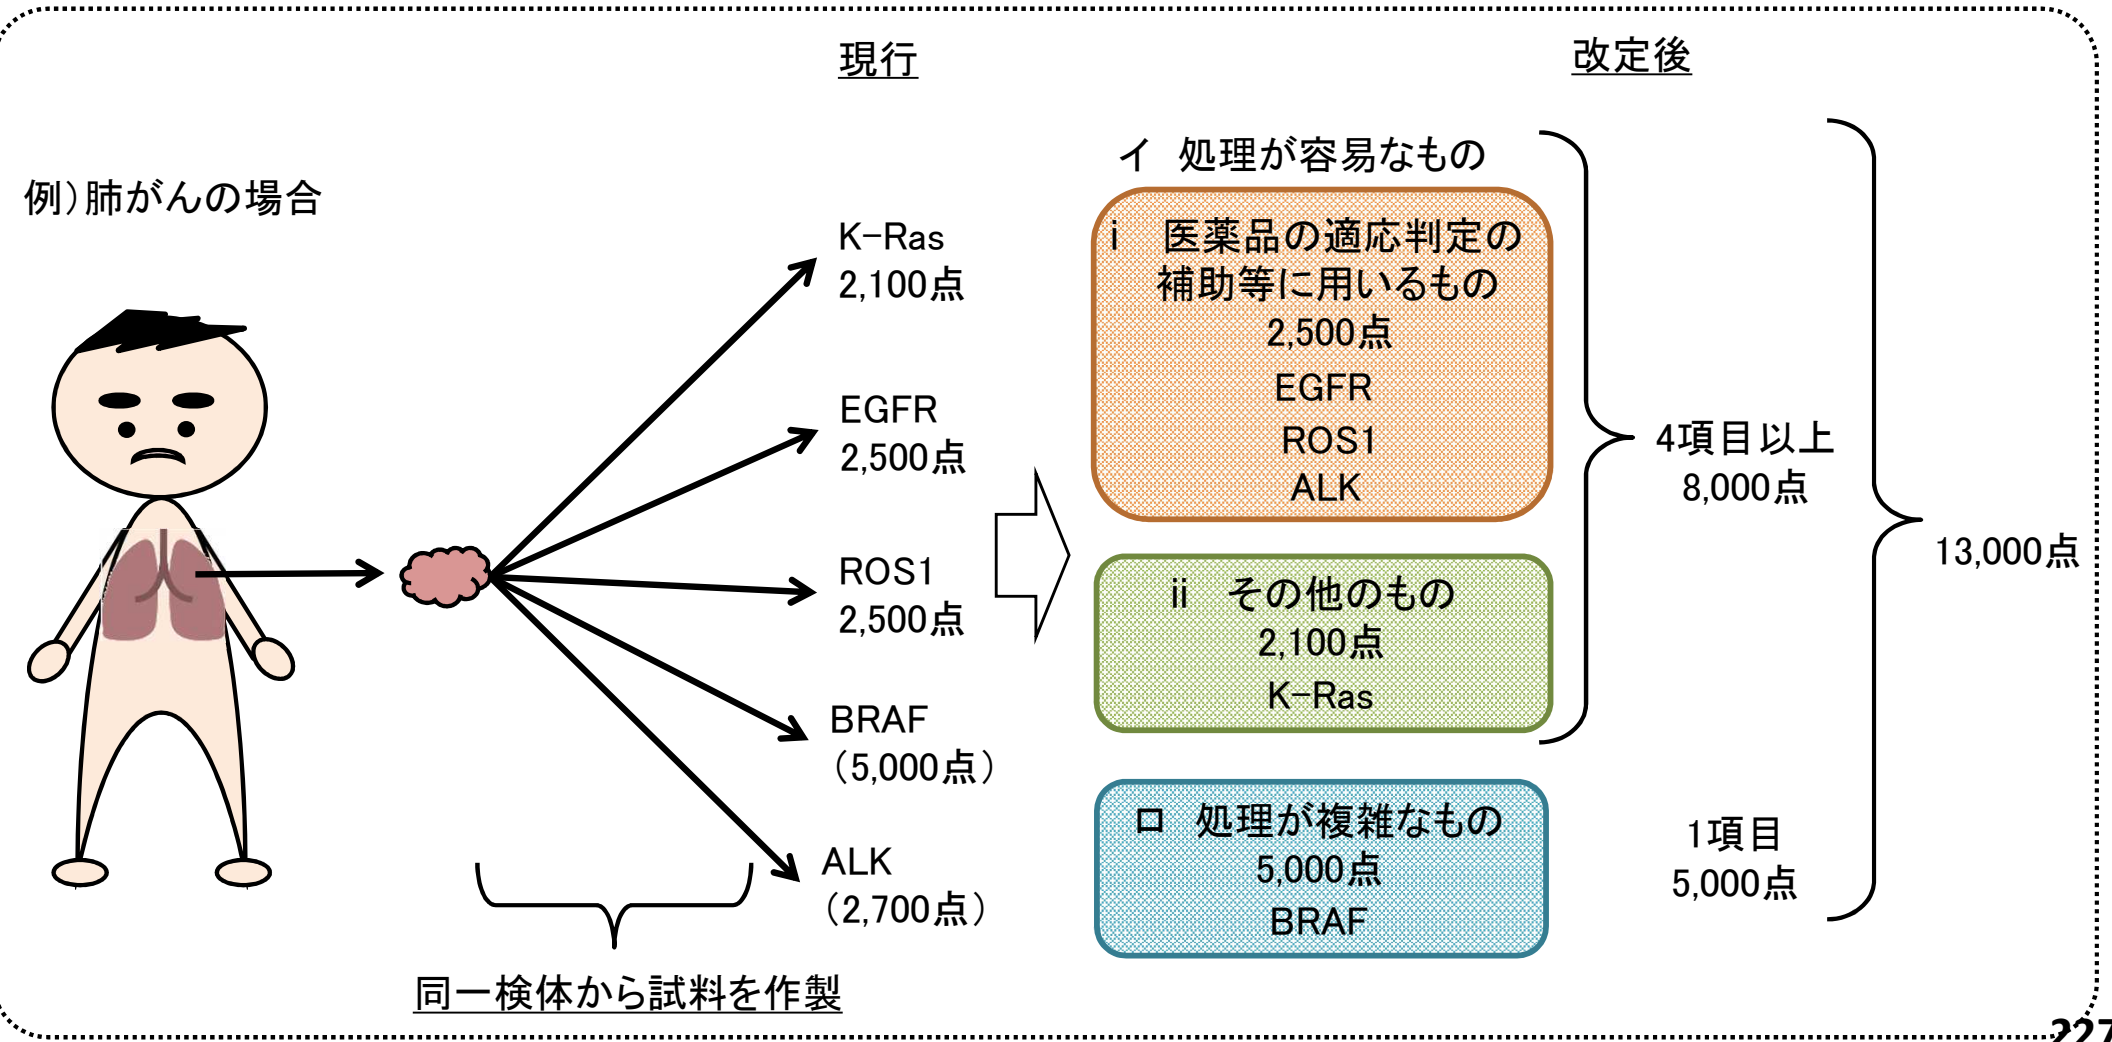 現行
改定後
例）肺がんの場合
K-Ras
2,100点
EGFR
2,500点
ROS1
2,500点
BRAF
（5,000点）
ALK
（2,700点）
同一検体から試料を作製
イ　処理が容易なもの
i　医薬品の適応判定の
補助等に用いるもの
2,500点
EGFR
ROS1
ALK
ii　その他のもの
2,100点
K-Ras
ロ　処理が複雑なもの
5,000点
BRAF
4項目以上
8,000点
1項目
5,000点
13,000点
227